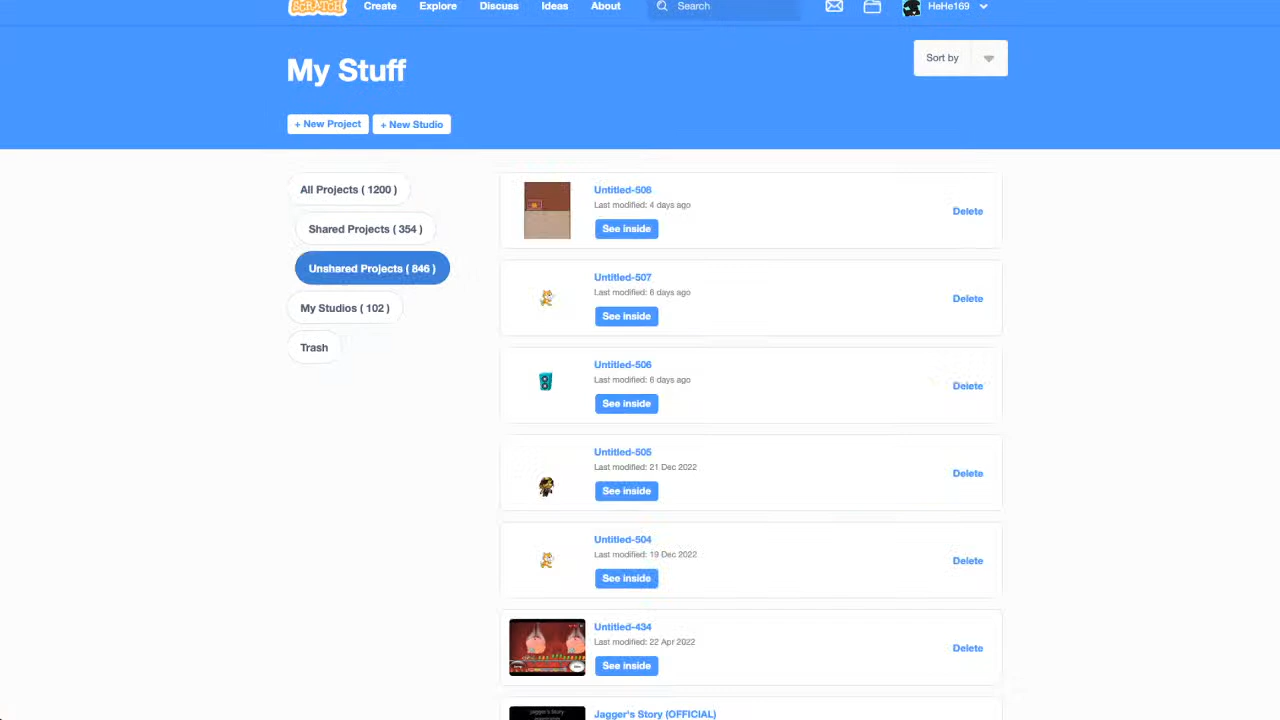 SCRATCH Create Explore Discuss Ideas About Search HeHe169
My Stuff
Sort by
+ New Project + New Studio
All Projects ( 1200 )
Shared Projects ( 354 )
Unshared Projects ( 846 )
My Studios ( 102 )
Trash
Untitled-508
Last modified: 4 days ago
See inside
Delete
Untitled-507
Last modified: 6 days ago
See inside
Delete
Untitled-506
Last modified: 6 days ago
See inside
Delete
Untitled-505
Last modified: 21 Dec 2022
See inside
Delete
Untitled-504
Last modified: 19 Dec 2022
See inside
Delete
Untitled-434
Last modified: 22 Apr 2022
See inside
Delete
Jagger's Story
Jagger's Story (OFFICIAL)